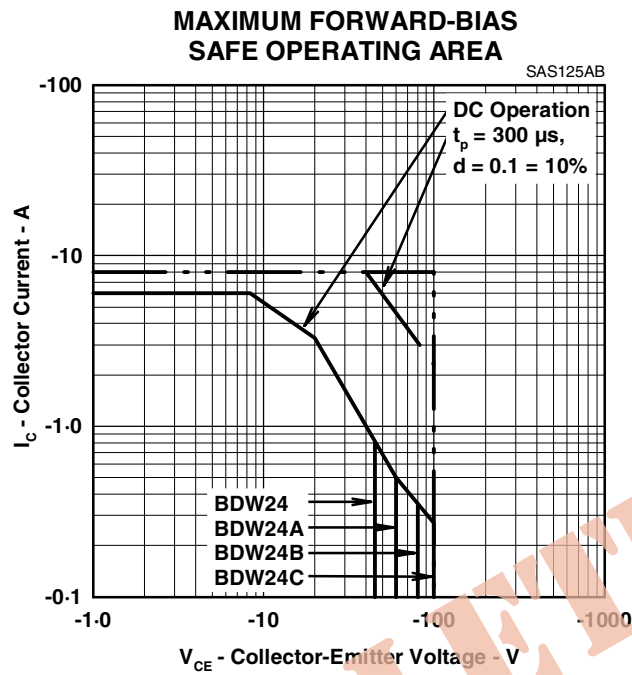 MAXIMUM FORWARD-BIAS
SAFE OPERATING AREA
SAS125AB
-100
DC Operation
tp = 300 µs,
d = 0.1 = 10%
-10
IC - Collector Current - A
-1·0
BDW24
BDW24A
BDW24B
BDW24C
-0·1
-1·0
-10
-100
-1000
VCE - Collector-Emitter Voltage - V